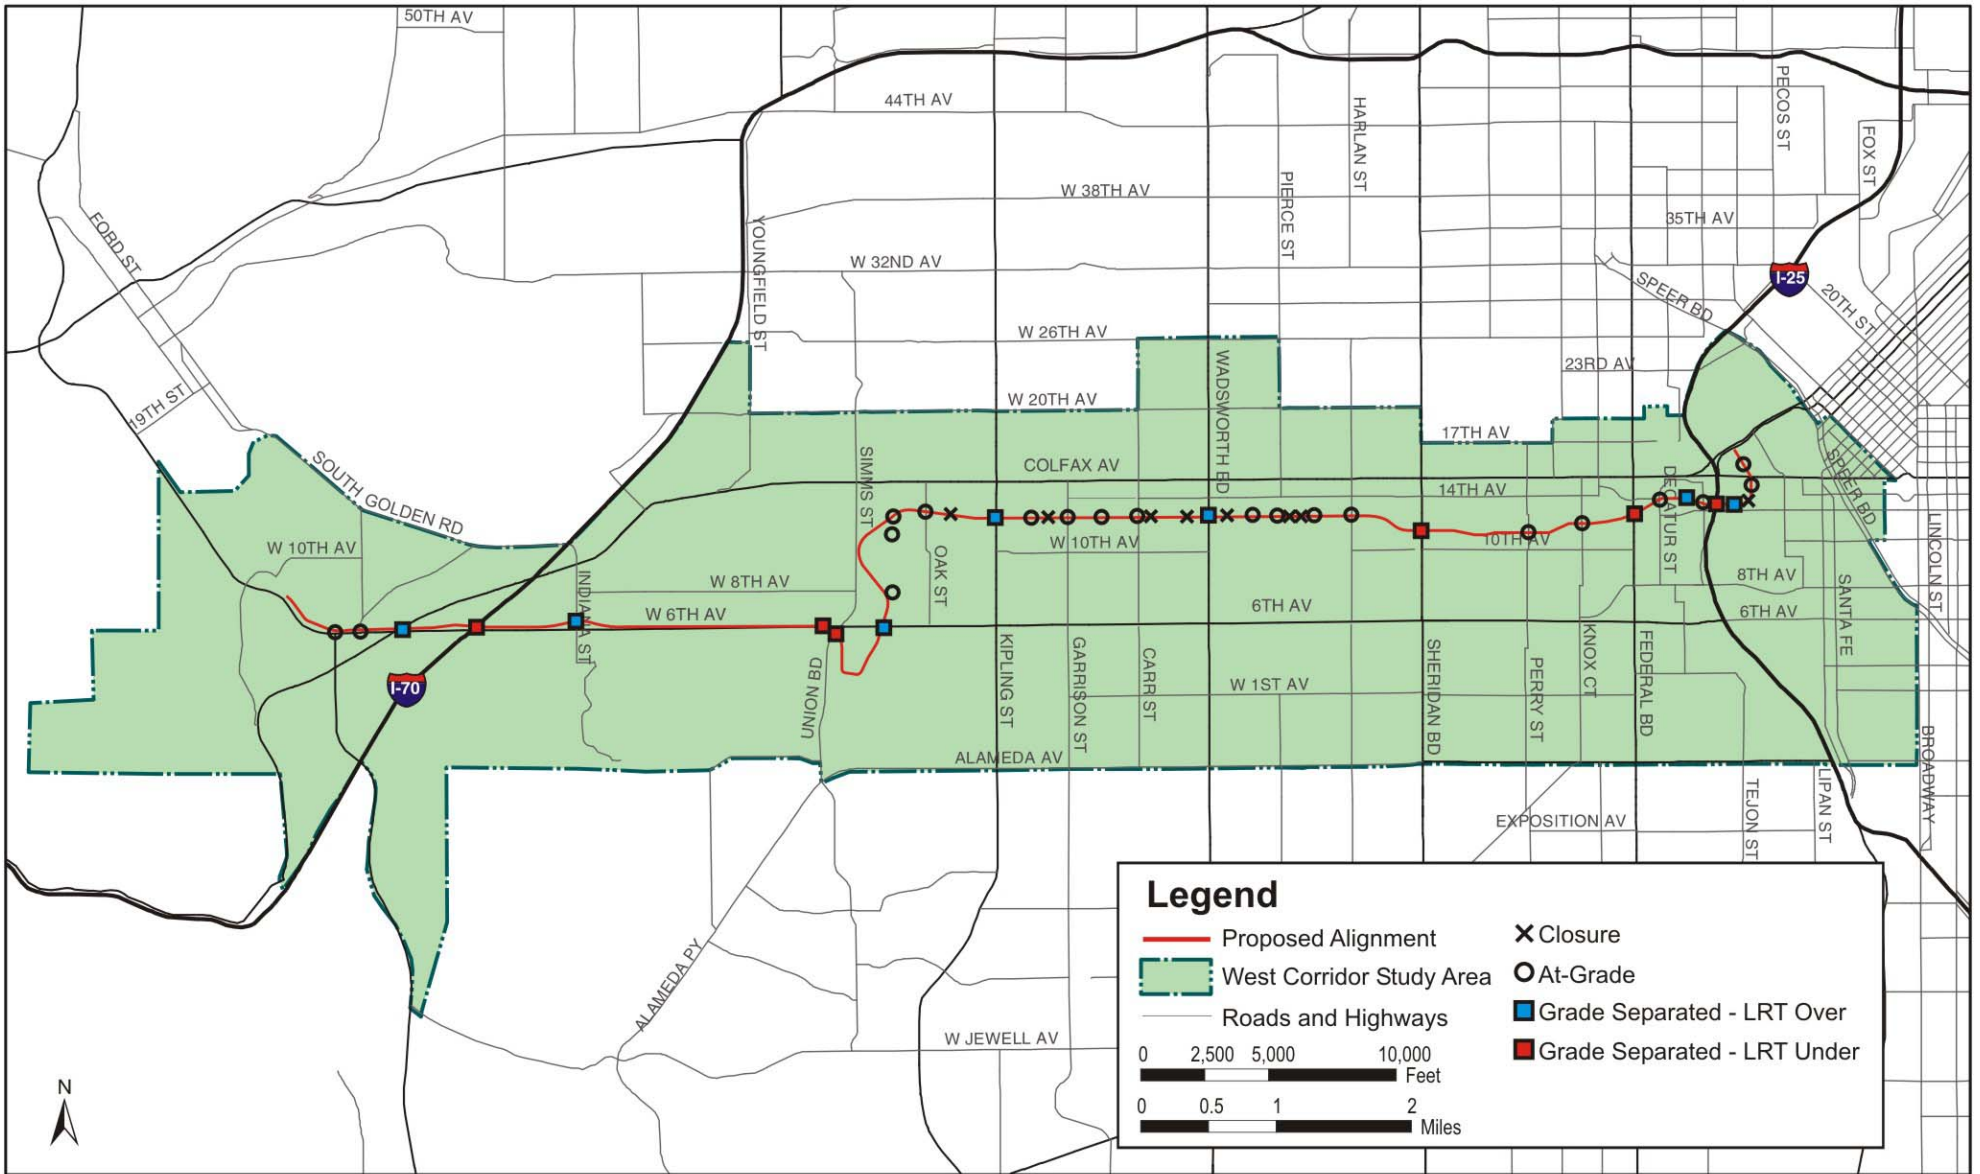 50TH AV
44TH AV
PECOS ST
HARLAN ST
FOX ST
W 38TH AV
PIERCE ST
35TH AV
FORD ST
YOUNGFIELD ST
W 32ND AV
I-25
SPEER BD
20TH ST
W 26TH AV
WADSWORTH BD
23RD AV
19TH ST
W 20TH AV
17TH AV
SOUTH GOLDEN RD
SIMMS ST
COLFAX AV
14TH AV
DECATUR ST
SPEER BD
W 10TH AV
OAK ST
W 10TH AV
10TH AV
LINCOLN ST
INDIANA ST
W 8TH AV
8TH AV
SANTA FE
W 6TH AV
6TH AV
6TH AV
I-70
UNION BD
KIPLING ST
GARRISON ST
CARR ST
W 1ST AV
SHERIDAN BD
PERRY ST
KNOX CT
FEDERAL BD
ALAMEDA AV
BROADWAY
TEJON ST
LIPAN ST
EXPOSITION AV
ALAMEDA PY
W JEWELL AV
N
Legend
Proposed Alignment
West Corridor Study Area
Roads and Highways
0 2,500 5,000 10,000
Feet
0 0.5 1 2
Miles
Closure
At-Grade
Grade Separated - LRT Over
Grade Separated - LRT Under